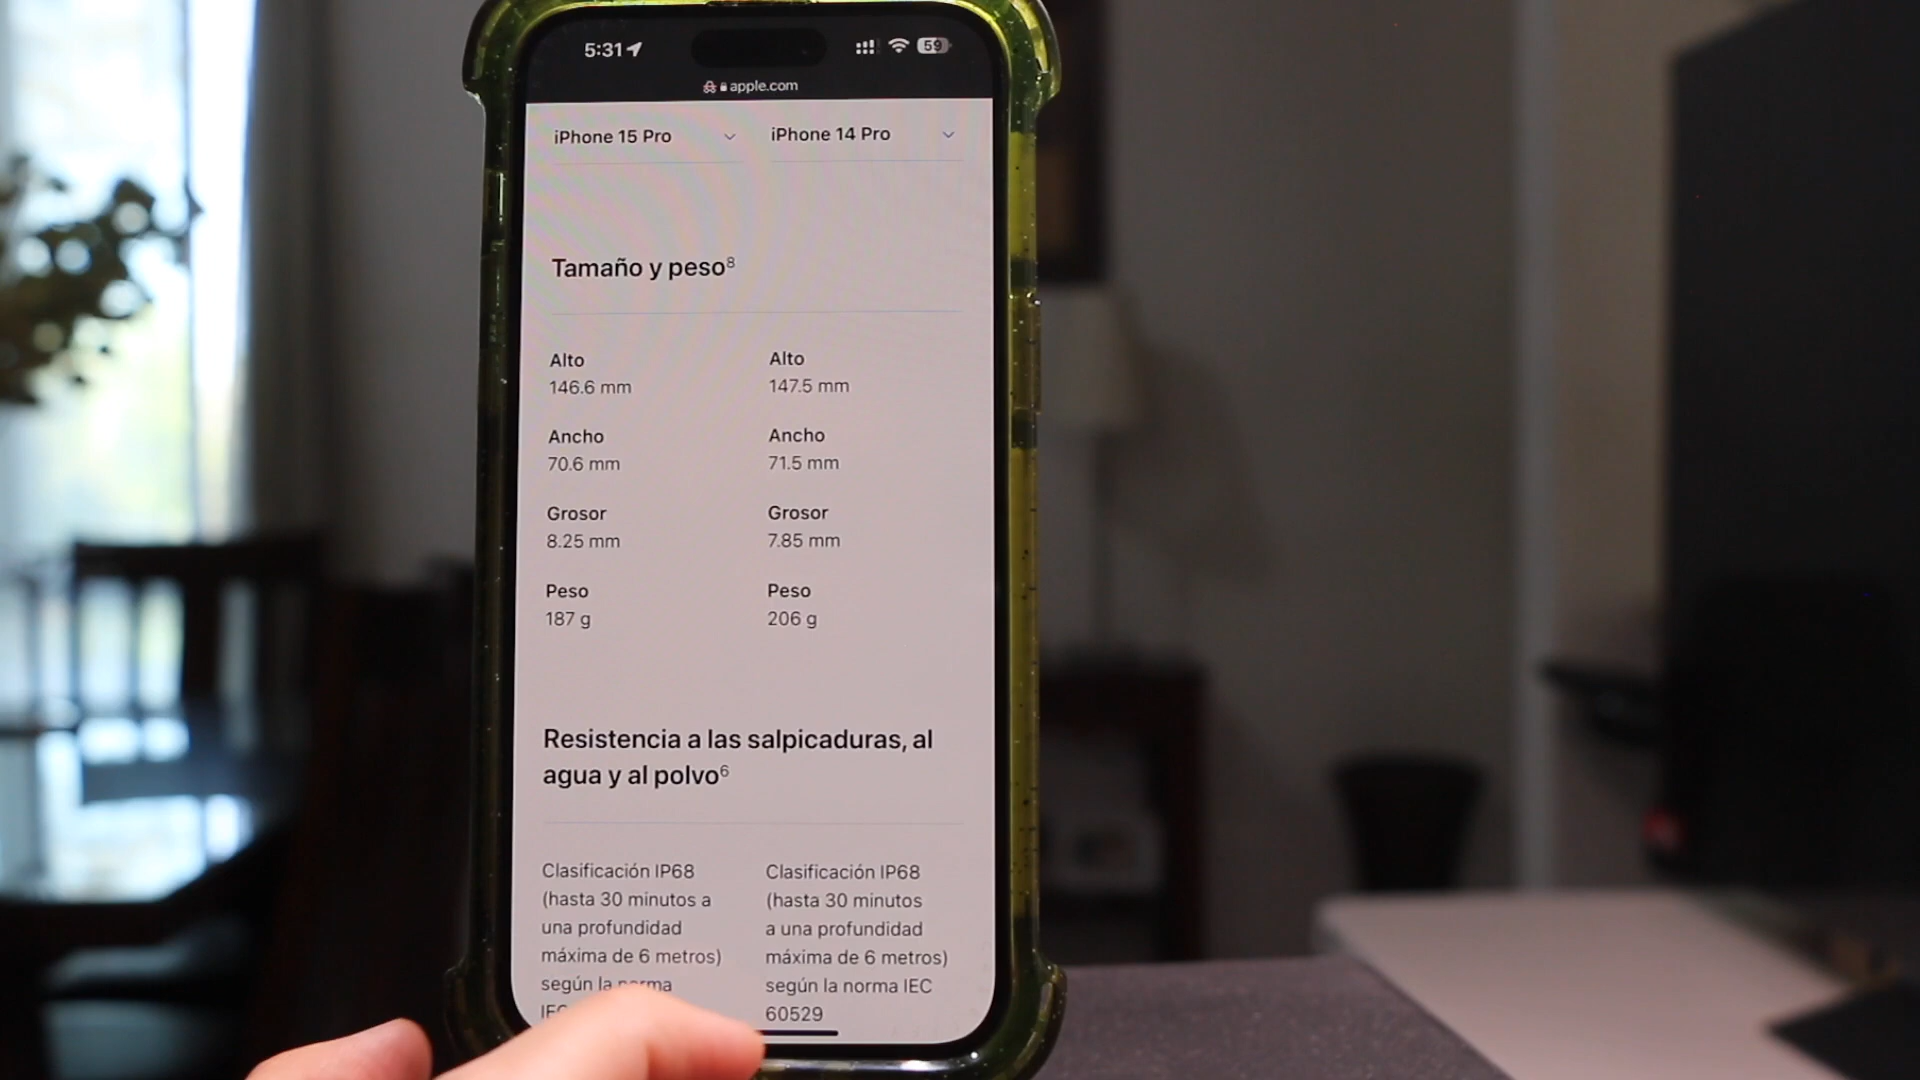 5:31
59
apple.com
iPhone 15 Pro
iPhone 14 Pro
Tamaño y peso8
Alto
146.6 mm
Alto
147.5 mm
Ancho
70.6 mm
Ancho
71.5 mm
Grosor
8.25 mm
Grosor
7.85 mm
Peso
187 g
Peso
206 g
Resistencia a las salpicaduras, al
agua y al polvo6
Clasificación IP68
(hasta 30 minutos a
una profundidad
máxima de 6 metros)
según la norma
IEC
Clasificación IP68
(hasta 30 minutos
a una profundidad
máxima de 6 metros)
según la norma IEC
60529